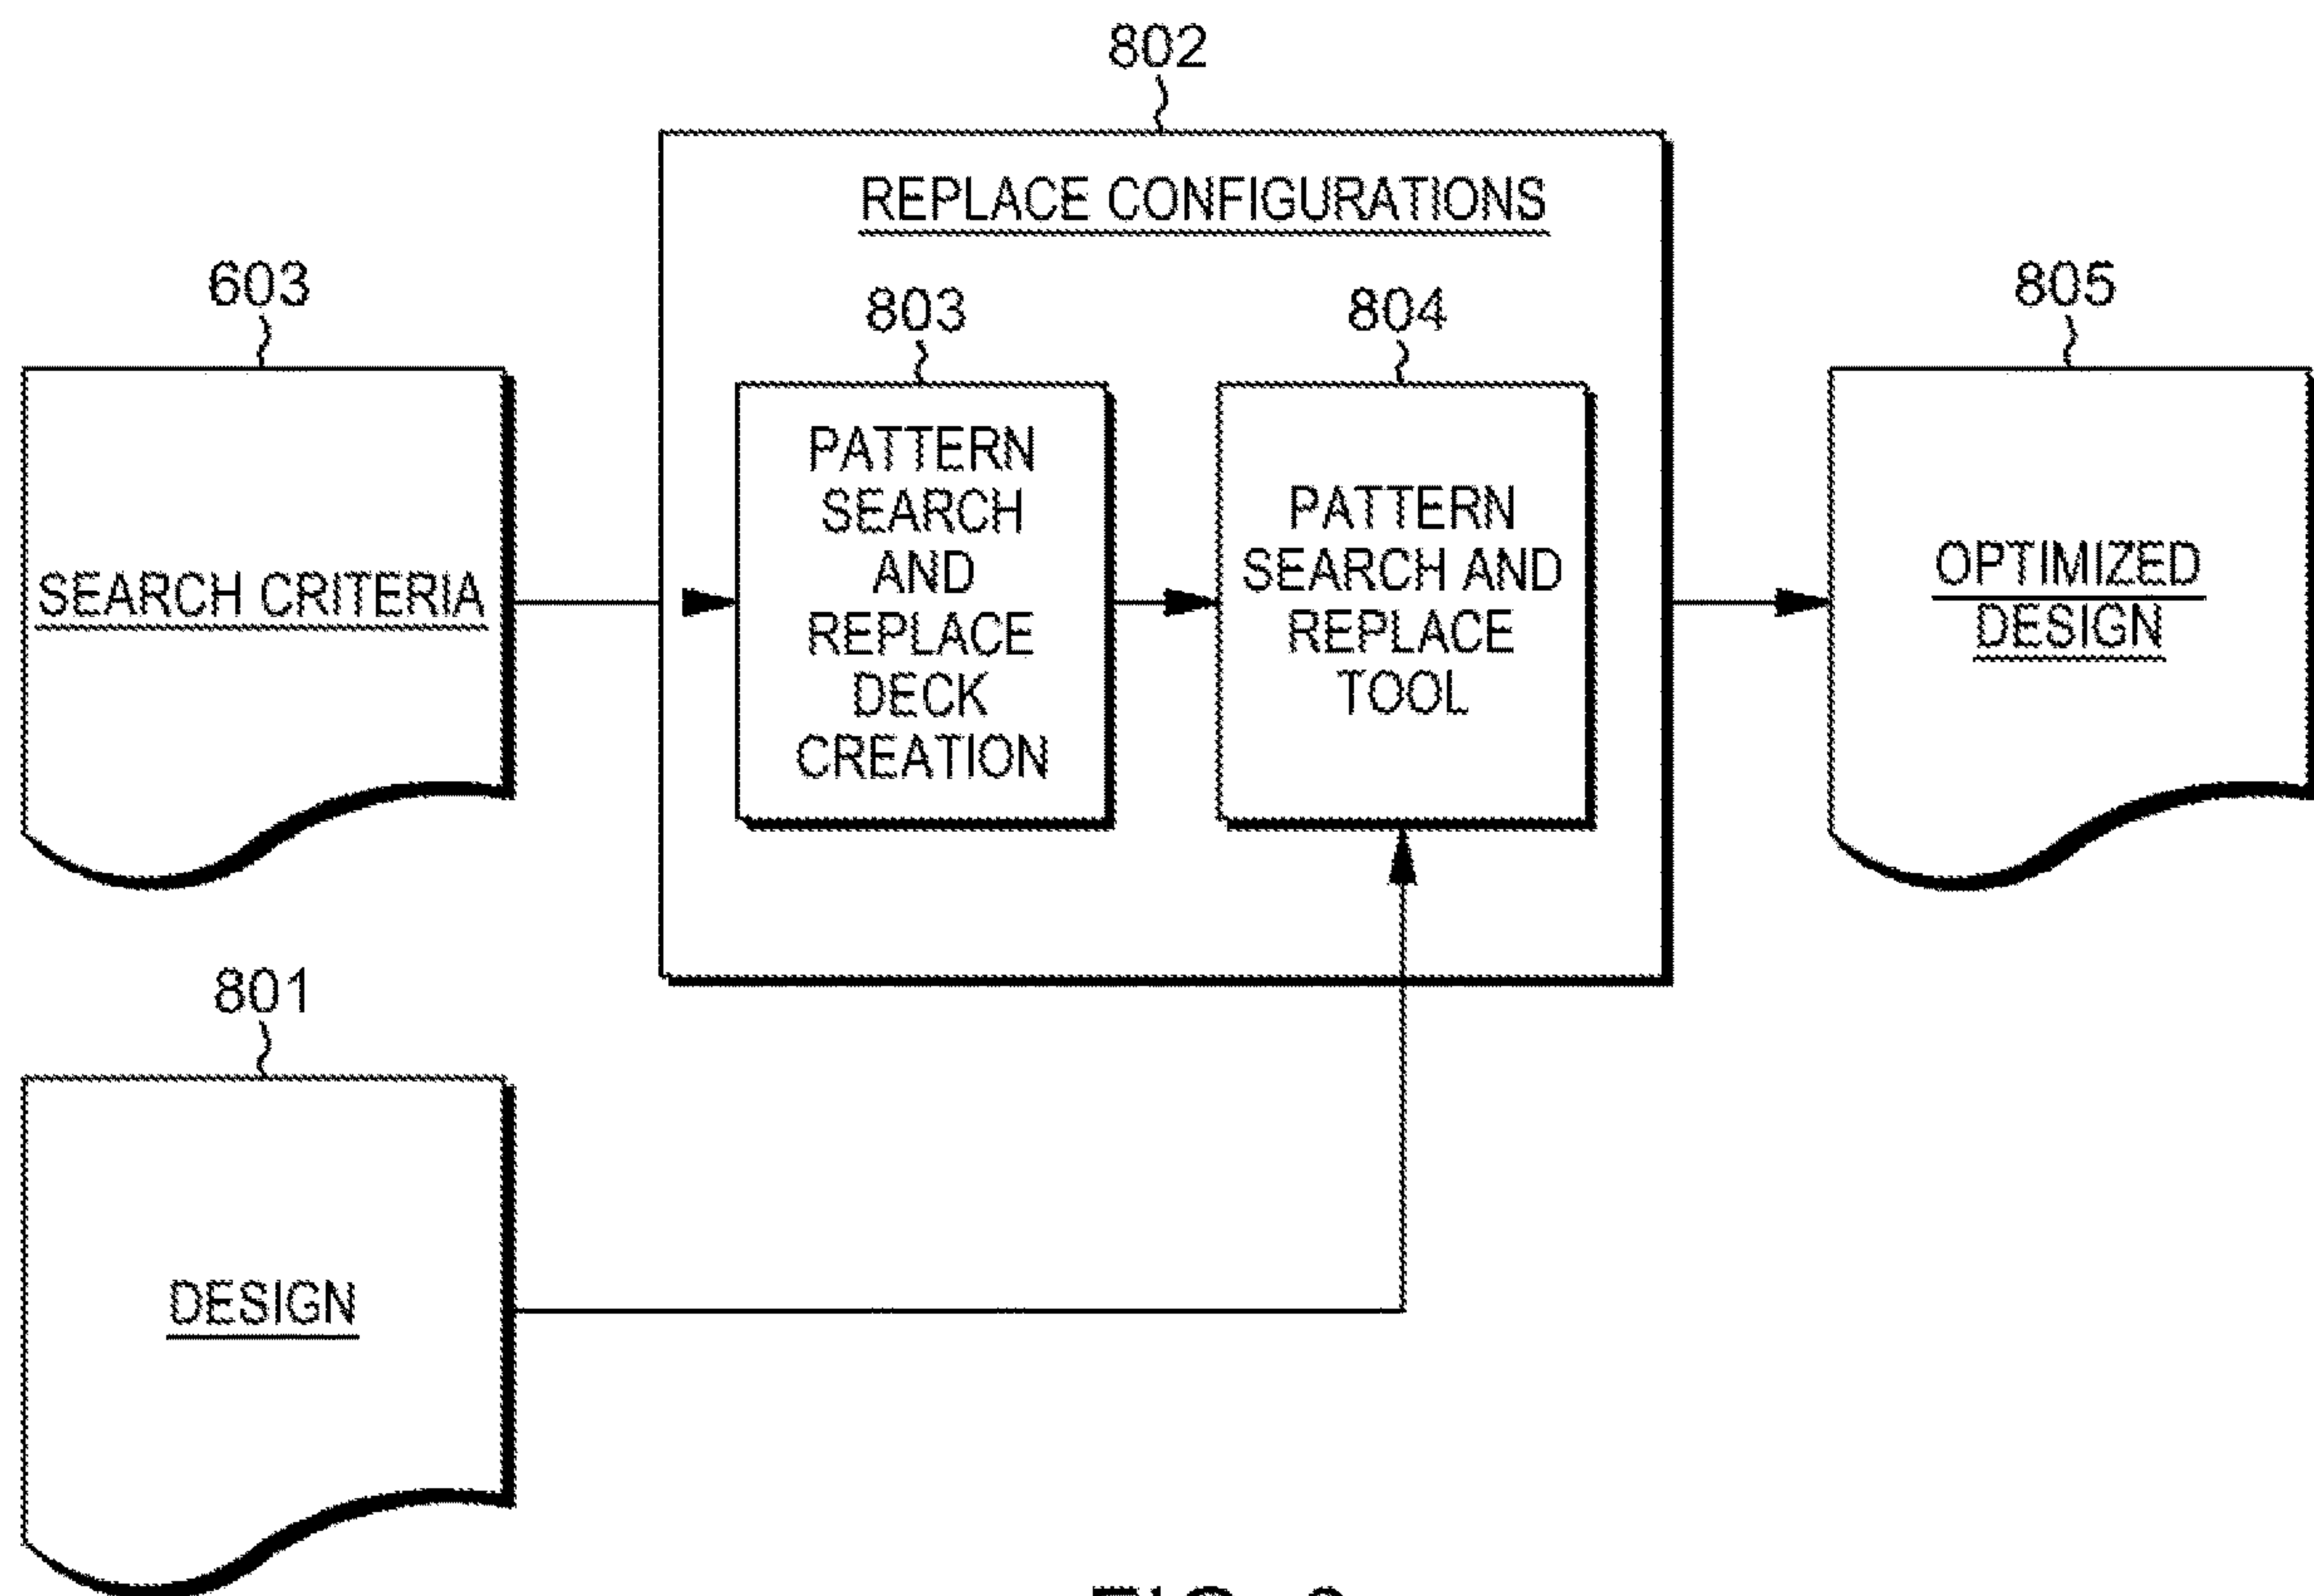 802
REPLACE CONFIGURATIONS
603
803
804
805
SEARCH CRITERIA
PATTERN
SEARCH
AND
REPLACE
DECK
CREATION
PATTERN
SEARCH AND
REPLACE
TOOL
OPTIMIZED
DESIGN
801
DESIGN